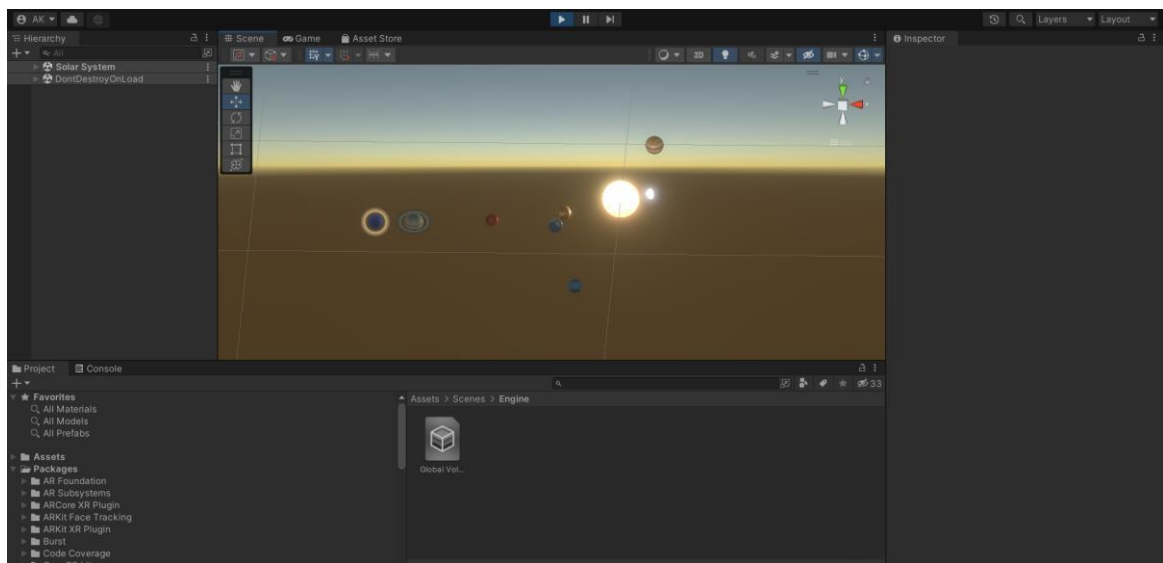 AK
Layers
Layout
Hierarchy
Scene
Game
Asset Store
Inspector
All
2D
Solar System
DontDestroyOnLoad
y
Project
Console
33
Favorites
All Materials
All Models
All Prefabs
Assets
Packages
AR Foundation
AR Subsystems
ARCore XR Plugin
ARKit Face Tracking
ARKit XR Plugin
Burst
Code Coverage
Assets > Scenes > Engine
Global Vol...